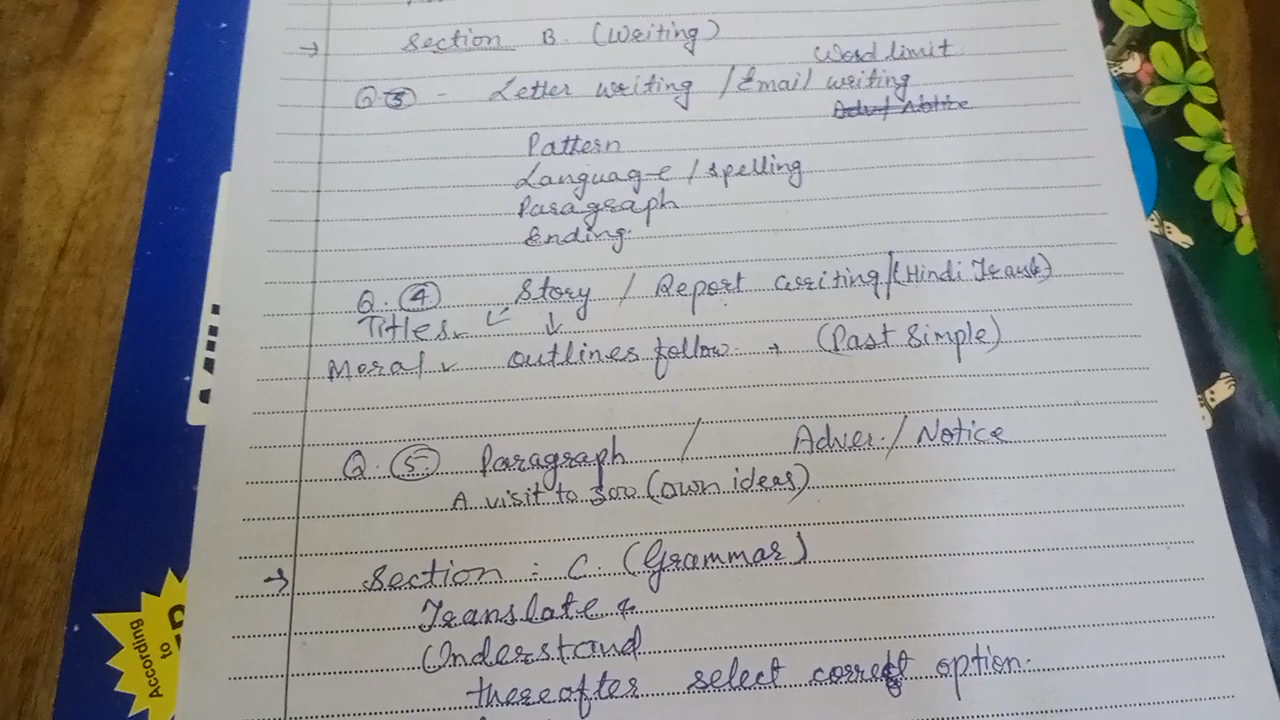 → Section B. (Writing)
Word limit
Q. 3 - Letter writing / Email writing
Adv./ Notice
Pattern
Language / spelling
Paragraph
Ending.
Q. 4 Story / Report writing / (Hindi Trans)
Titles ✓ ↓
Moral ✓ outlines follow. → (Past Simple)
Q. 5. Paragraph / Adver. / Notice
A visit to zoo (own ideas)
→ Section : C. (Grammar)
Translate &
Understand
thereafter select correct option.
According
to